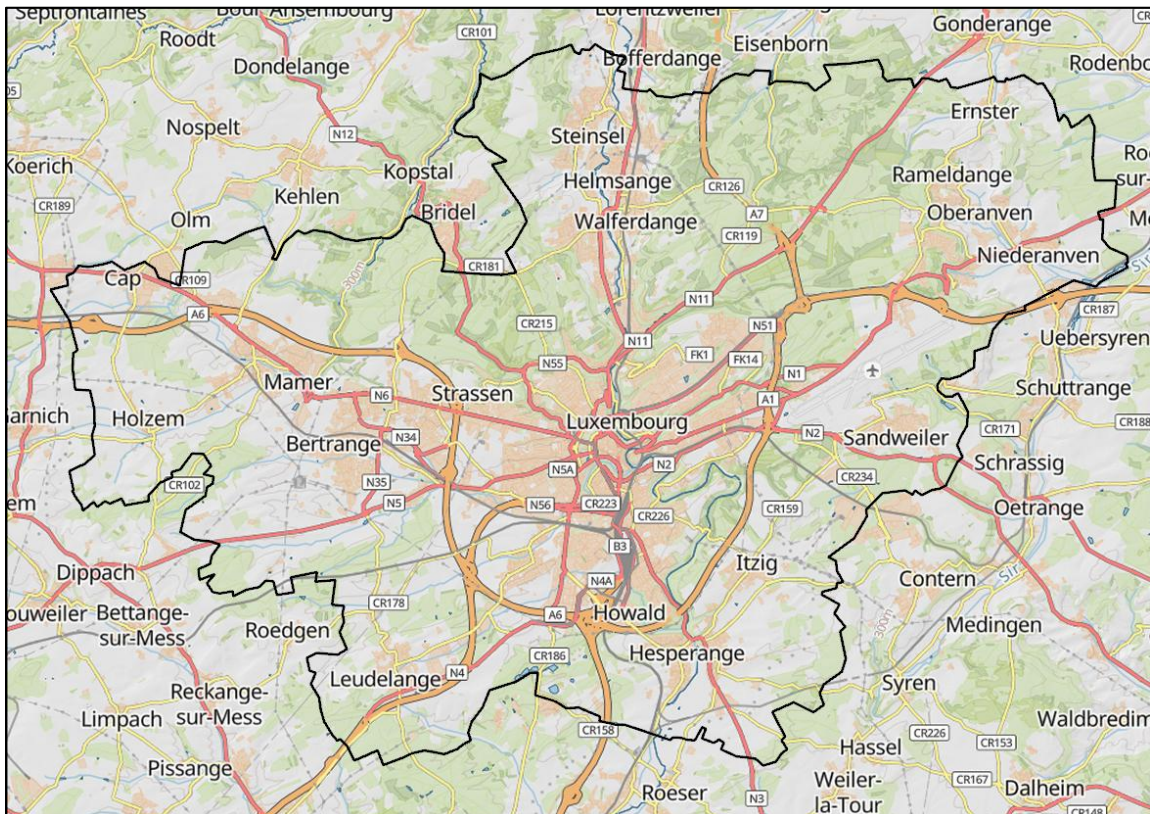 Septfontaines
Bour Ansembourg
Lorentzweiler
Gonderange
Roodt
CR101
Eisenborn
Dondelange
Bofferdange
Nospelt
N12
Steinsel
Ernster
Koerich
Kopstal
Kehlen
Helmsange
CR126
Rameldange
CR189
Olm
Bridel
Walferdange
A7
Oberanven
CR119
Niederanven
Cap
CR109
CR181
300m
N11
CR187
A6
CR215
N11
N51
Uebersyren
FK1
FK14
N55
N1
Mamer
N6
Strassen
A1
Schuttrange
Holzem
Luxembourg
CR188
Bertrange
N34
N2
Sandweiler
CR171
N5A
N2
Schrassig
CR102
N35
CR234
N5
N56
CR223
CR226
CR159
Oetrange
B3
Itzig
Dippach
N4A
Contern
CR178
A6
Howald
300m
Bettange-
sur-Mess
Roedgen
Medingen
CR186
Hesperange
N4
Leudelange
Syren
Reckange-
sur-Mess
Limpach
CR158
CR226
CR153
Hassel
Pissange
Roeser
Weiler-
la-Tour
CR167
Dalheim
N3
CR148